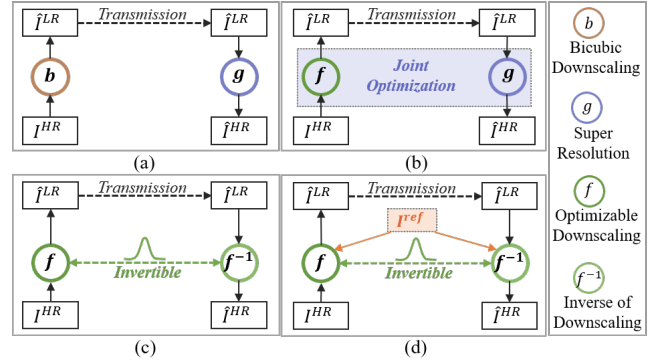 Î^LR Transmission Î^LR
b g
I^HR Î^HR
(a)
Î^LR Transmission Î^LR
Joint
f g
Optimization
I^HR Î^HR
(b)
Î^LR Transmission Î^LR
f Invertible f^-1
I^HR Î^HR
(c)
Î^LR Transmission Î^LR
I^ref
f Invertible f^-1
I^HR Î^HR
(d)
b
Bicubic
Downscaling
g
Super
Resolution
f
Optimizable
Downscaling
f^-1
Inverse of
Downscaling